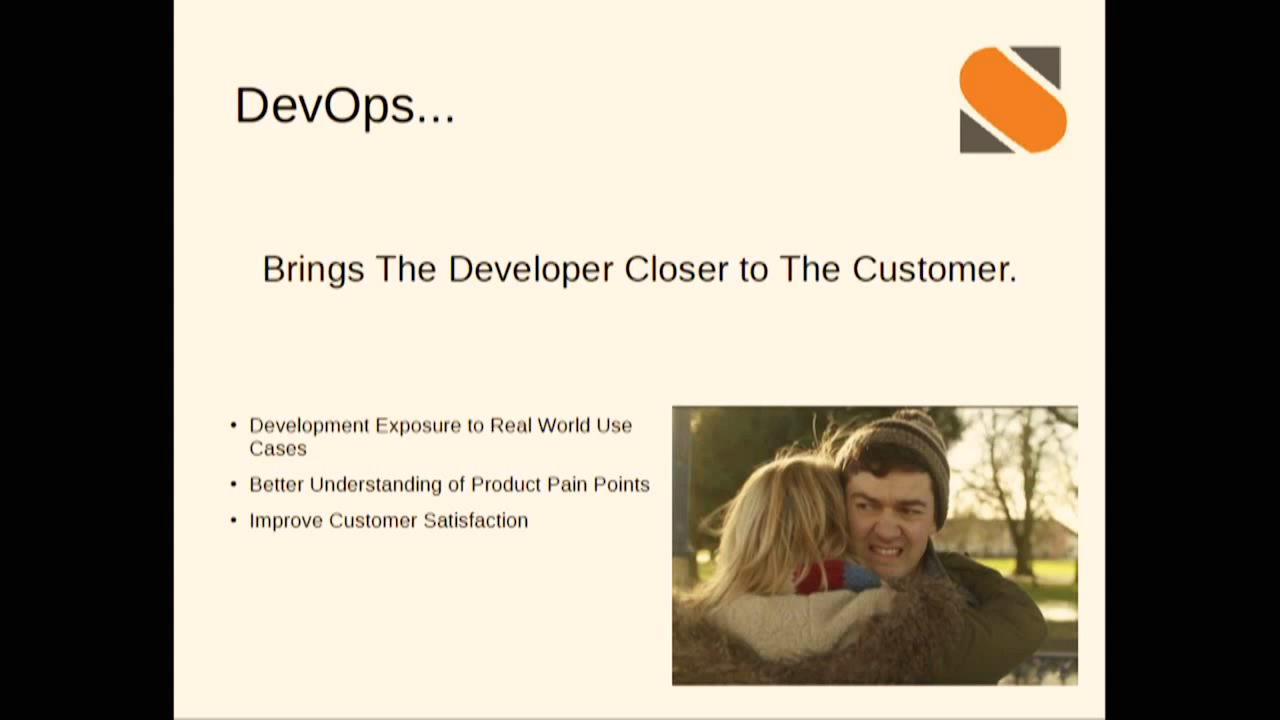 DevOps...
Brings The Developer Closer to The Customer.
• Development Exposure to Real World Use
Cases
• Better Understanding of Product Pain Points
• Improve Customer Satisfaction